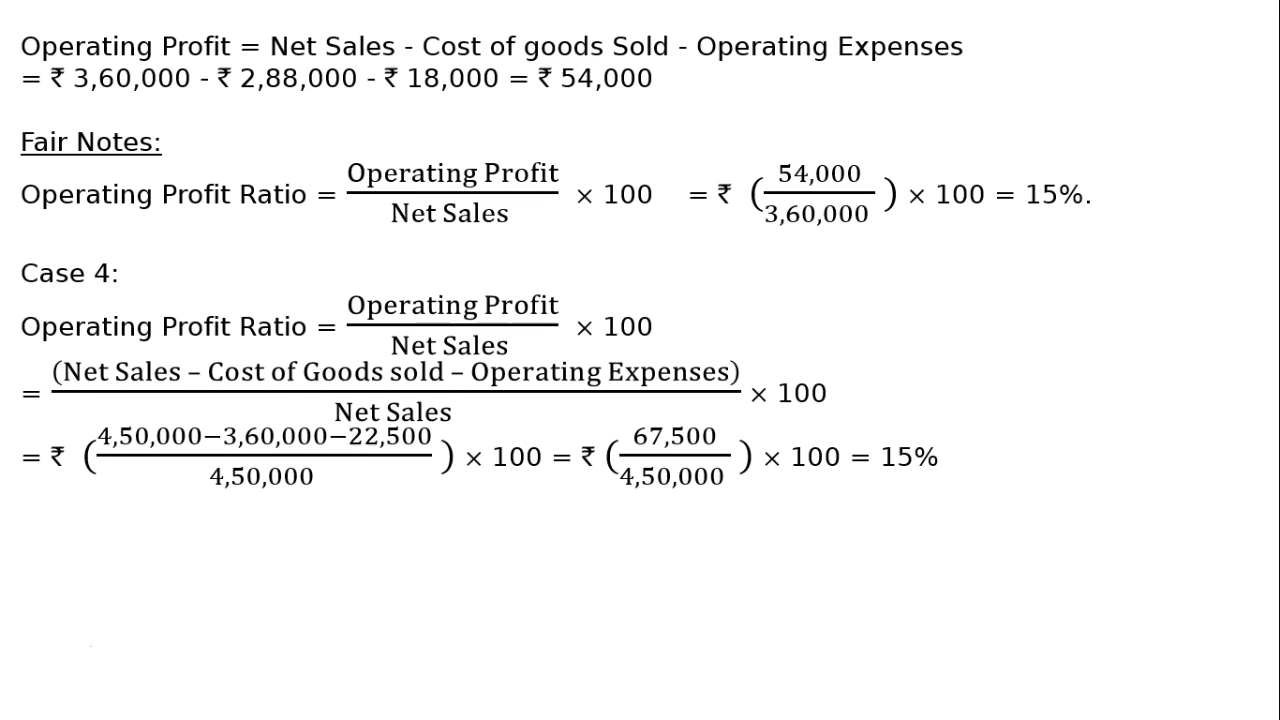 Operating Profit = Net Sales - Cost of goods Sold - Operating Expenses
= ₹ 3,60,000 - ₹ 2,88,000 - ₹ 18,000 = ₹ 54,000
Fair Notes:
Operating Profit Ratio = Operating Profit / Net Sales × 100 = ₹ (54,000 / 3,60,000) × 100 = 15%.
Case 4:
Operating Profit Ratio = Operating Profit / Net Sales × 100
= (Net Sales – Cost of Goods sold – Operating Expenses) / Net Sales × 100
= ₹ (4,50,000−3,60,000−22,500 / 4,50,000) × 100 = ₹ (67,500 / 4,50,000) × 100 = 15%